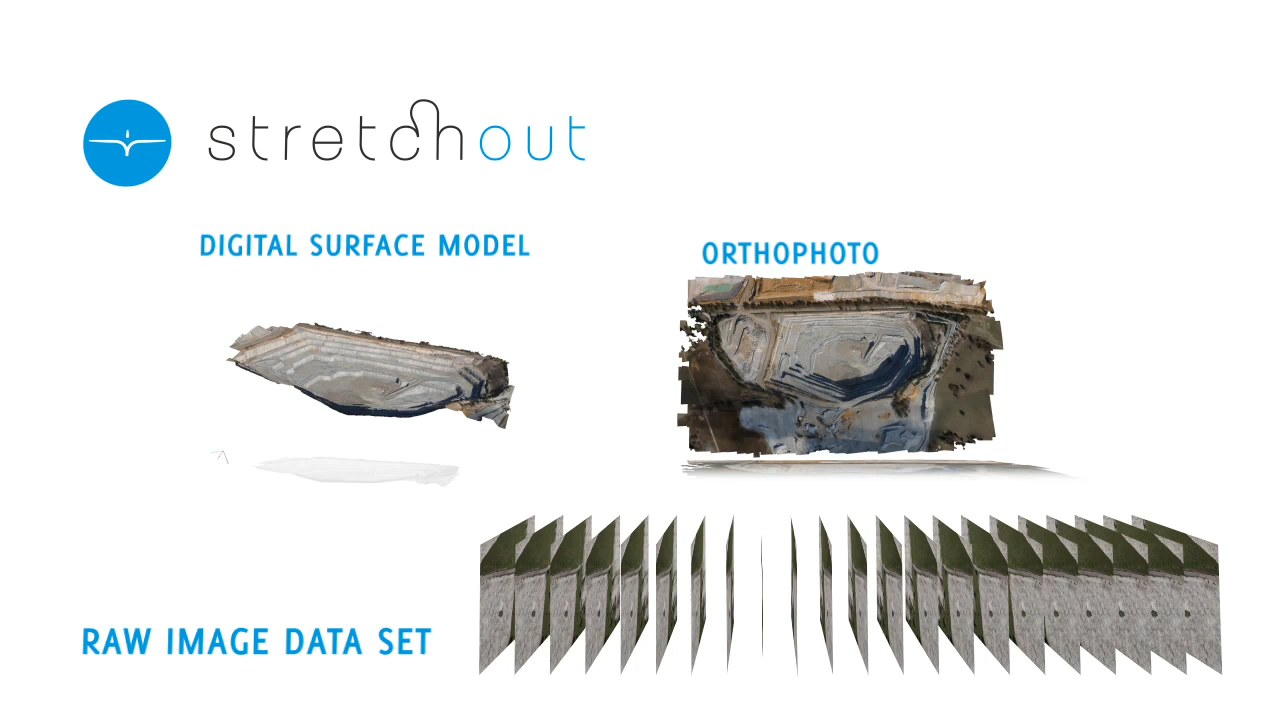 stretchout
DIGITAL SURFACE MODEL
ORTHOPHOTO
RAW IMAGE DATA SET